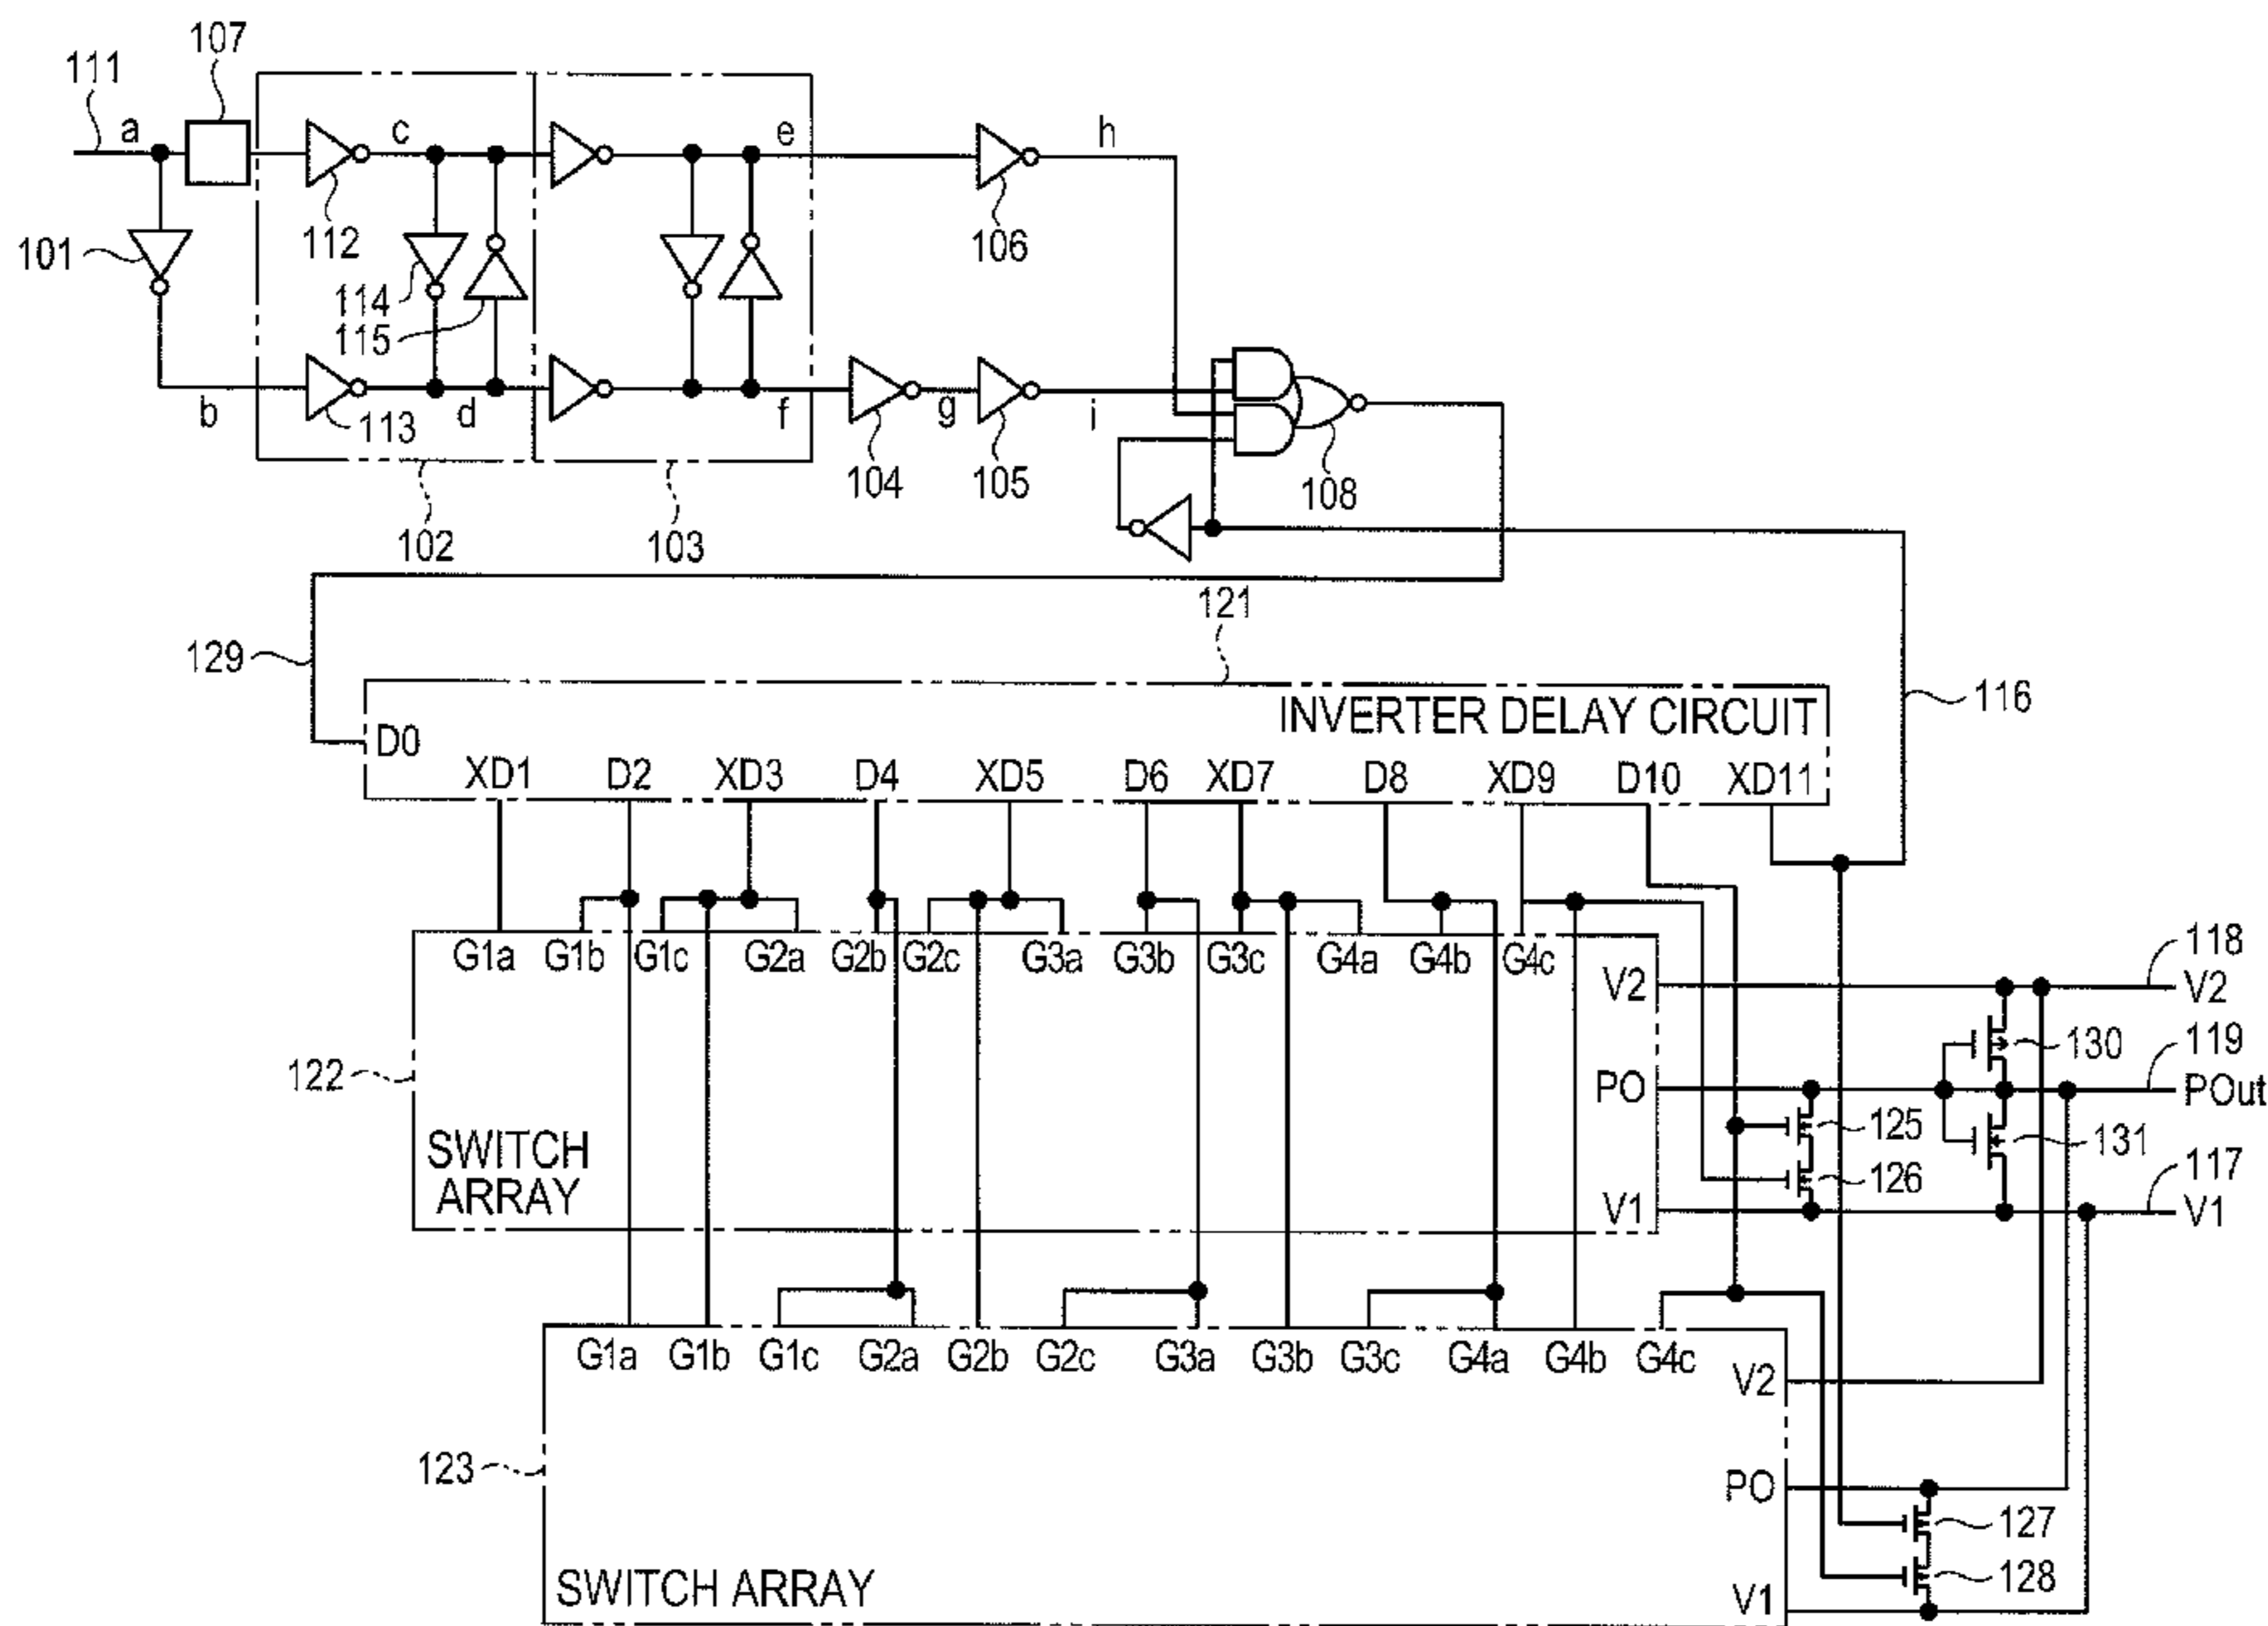 107
111
a
c
e
h
101
112
106
114
115
b
113
d
f
g
i
104
105
108
102
103
121
129
INVERTER DELAY CIRCUIT
116
D0
XD1 D2 XD3 D4 XD5 D6 XD7 D8 XD9 D10 XD11
G1a G1b G1c G2a G2b G2c G3a G3b G3c G4a G4b G4c
118
V2
V2
122
130
119
PO
POut
125
131
SWITCH
ARRAY
126
117
V1
V1
G1a G1b G1c G2a G2b G2c G3a G3b G3c G4a G4b G4c
V2
123
PO
127
SWITCH ARRAY
128
V1